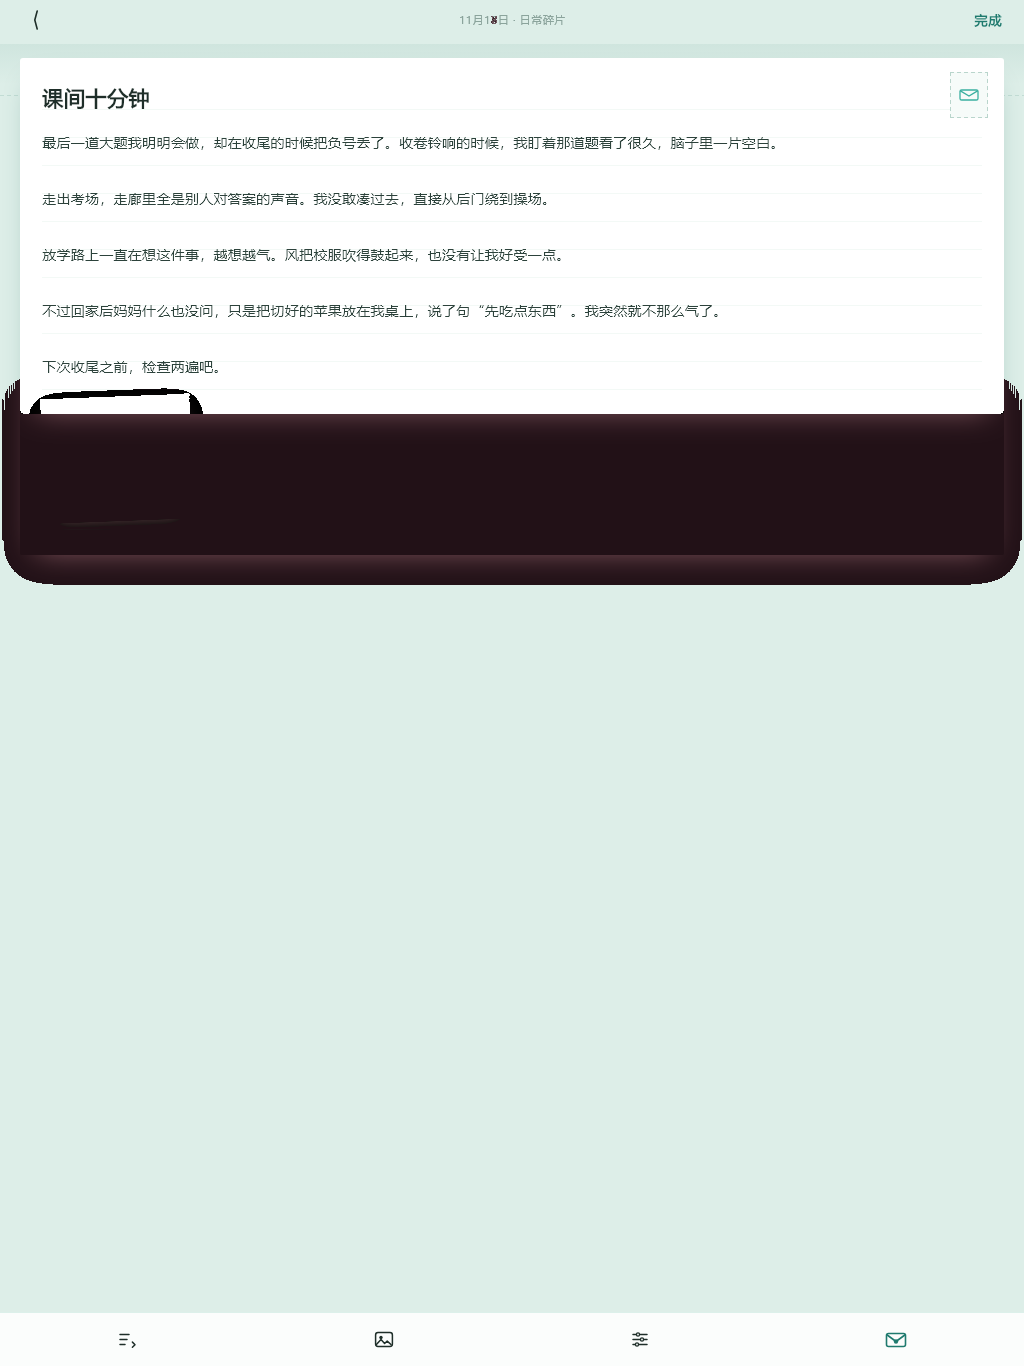 11月1日 · 日常碎片
完成
课间十分钟
最后一道大题我明明会做，却在收尾的时候把负号丢了。收卷铃响的时候，我盯着那道题看了很久，脑子里一片空白。
走出考场，走廊里全是别人对答案的声音。我没敢凑过去，直接从后门绕到操场。
放学路上一直在想这件事，越想越气。风把校服吹得鼓起来，也没有让我好受一点。
不过回家后妈妈什么也没问，只是把切好的苹果放在我桌上，说了句“先吃点东西”。我突然就不那么气了。
下次收尾之前，检查两遍吧。